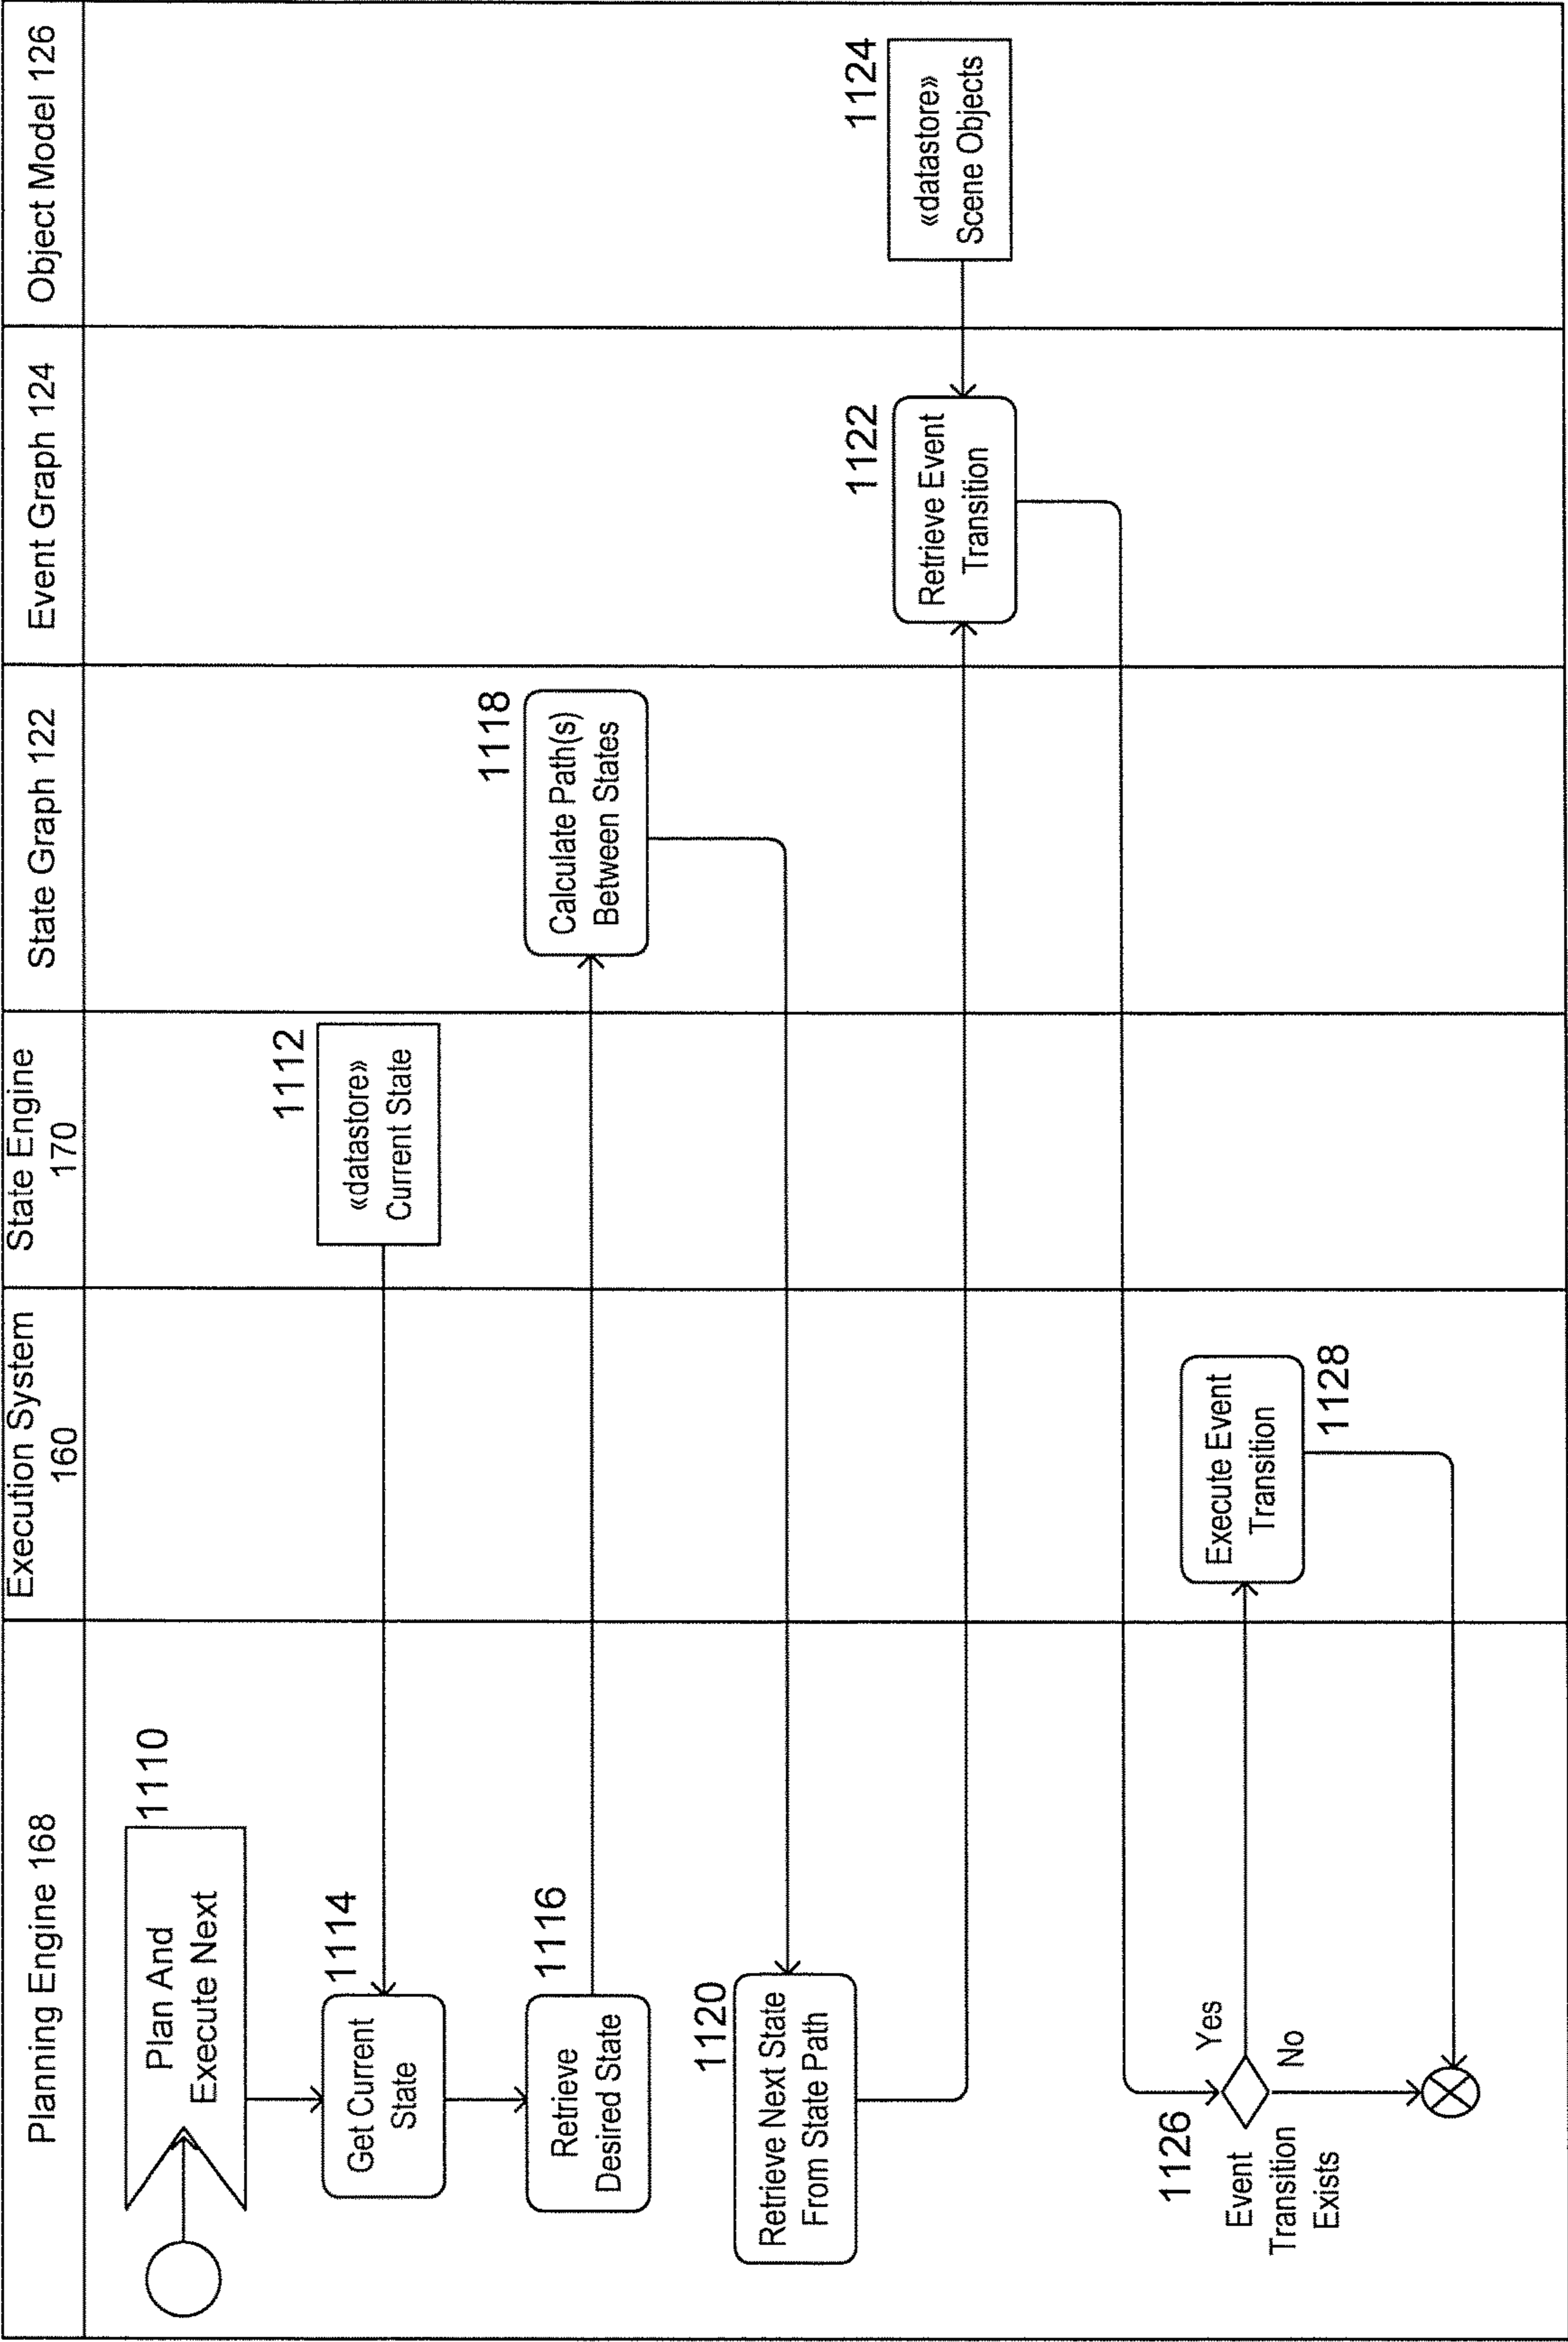 Planning Engine 168
Execution System
160
State Engine
170
State Graph 122
Event Graph 124
Object Model 126
1110
Plan And
Execute Next
1112
«datastore»
Current State
1114
Get Current
State
1116
Retrieve
Desired State
1118
Calculate Path(s)
Between States
1120
Retrieve Next State
From State Path
1122
Retrieve Event
Transition
1124
«datastore»
Scene Objects
1126
Event
Transition
Exists
Yes
No
Execute Event
Transition
1128